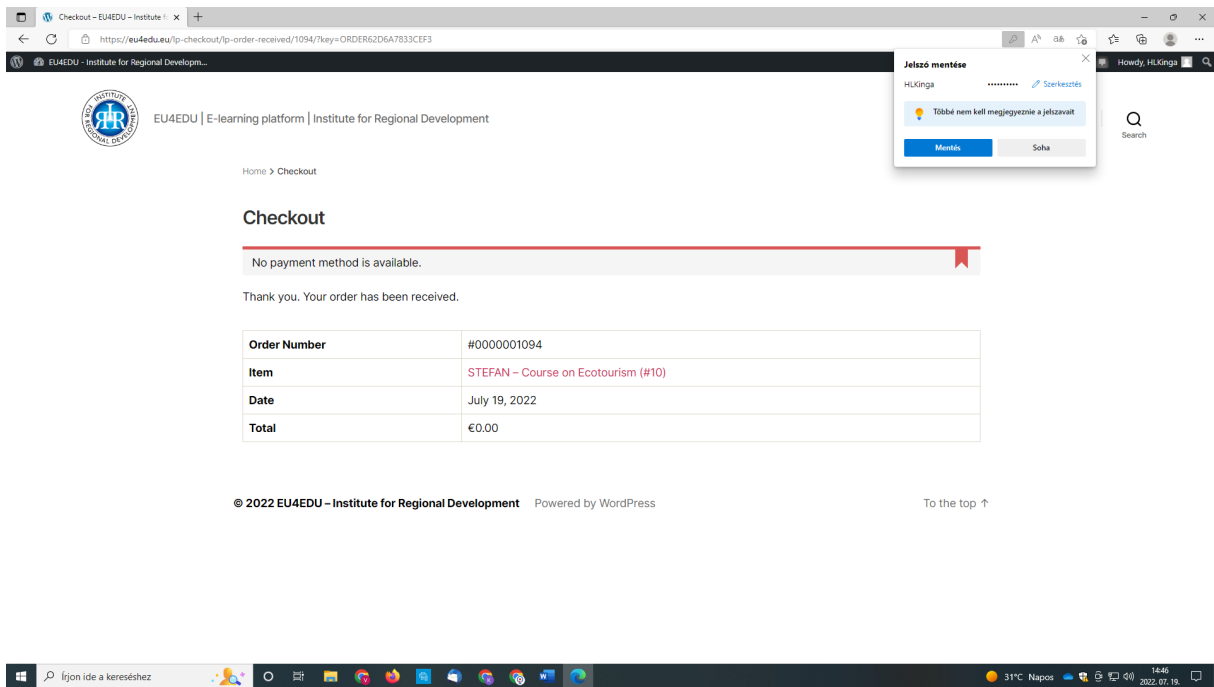 Checkout – EU4EDU – Institute f
https://eu4edu.eu/lp-checkout/lp-order-received/1094/?key=ORDER62D6A7833CEF3
EU4EDU - Institute for Regional Developm...
Howdy, HLKinga
Jelszó mentése
HLKinga •••••••••• Szerkesztés
Többé nem kell megjegyeznie a jelszavait
Mentés Soha
INSTITUTE
FOR REGIONAL DEVELOPMENT
EU4EDU | E-learning platform | Institute for Regional Development
Search
Home > Checkout
Checkout
No payment method is available.
Thank you. Your order has been received.
Order Number #0000001094
Item STEFAN – Course on Ecotourism (#10)
Date July 19, 2022
Total €0.00
© 2022 EU4EDU – Institute for Regional Development Powered by WordPress To the top ↑
Írjon ide a kereséshez
31°C Napos
14:46
2022. 07. 19.